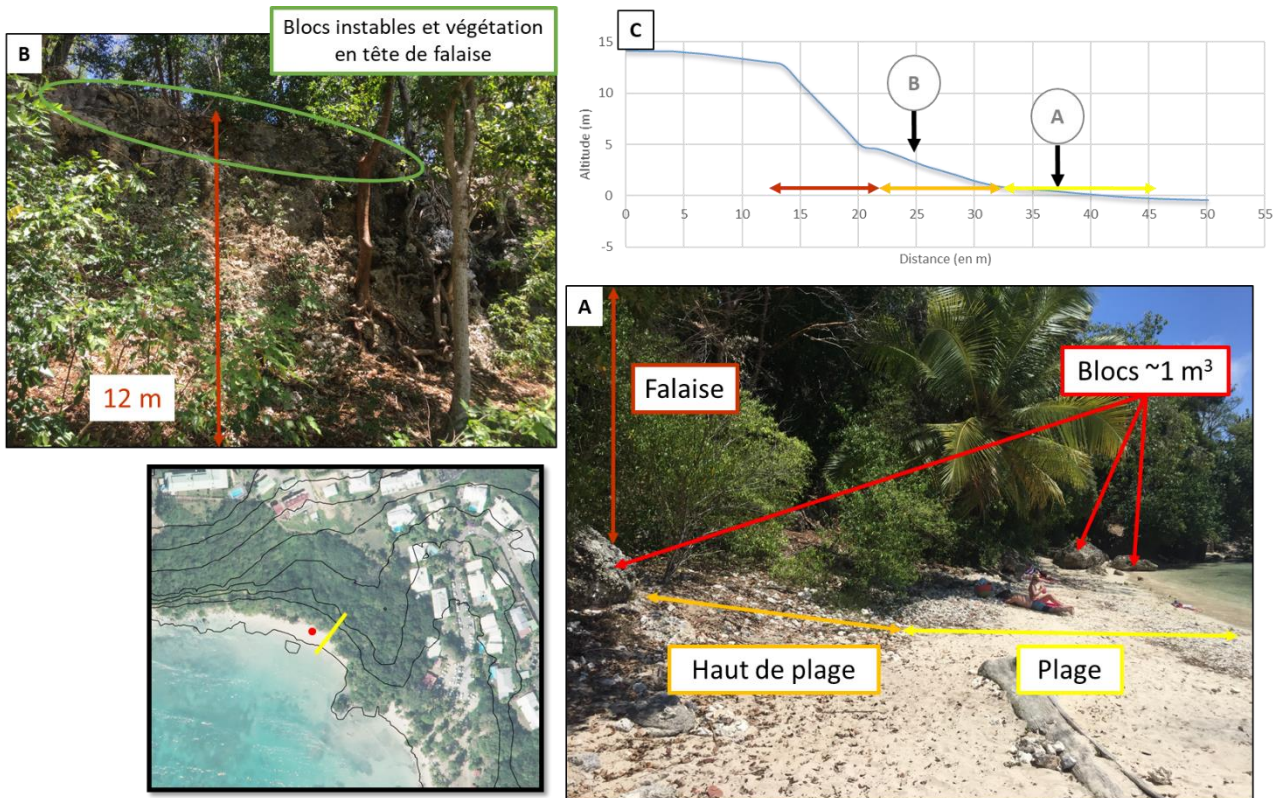 B
Blocs instables et végétation
en tête de falaise
12 m
C
15
10
5
0
-5
Altitude (m)
B
A
0 5 10 15 20 25 30 35 40 45 50 55
Distance (en m)
A
Falaise
Blocs ~1 m³
Haut de plage
Plage